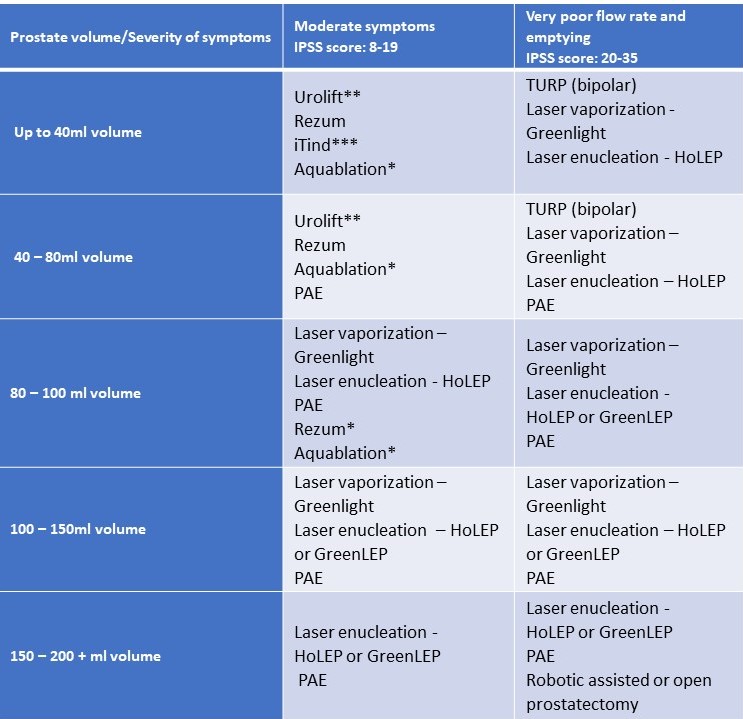 Prostate volume/Severity of symptoms
Moderate symptoms
IPSS score: 8-19
Very poor flow rate and
emptying
IPSS score: 20-35
Up to 40ml volume
Urolift**
Rezum
iTind***
Aquablation*
TURP (bipolar)
Laser vaporization -
Greenlight
Laser enucleation - HoLEP
40 – 80ml volume
Urolift**
Rezum
Aquablation*
PAE
TURP (bipolar)
Laser vaporization –
Greenlight
Laser enucleation – HoLEP
PAE
80 – 100 ml volume
Laser vaporization –
Greenlight
Laser enucleation - HoLEP
PAE
Rezum*
Aquablation*
Laser vaporization –
Greenlight
Laser enucleation -
HoLEP or GreenLEP
PAE
100 – 150ml volume
Laser vaporization –
Greenlight
Laser enucleation – HoLEP
or GreenLEP
PAE
Laser vaporization –
Greenlight
Laser enucleation – HoLEP
or GreenLEP
PAE
150 – 200 + ml volume
Laser enucleation -
HoLEP or GreenLEP
PAE
Laser enucleation -
HoLEP or GreenLEP
PAE
Robotic assisted or open
prostatectomy